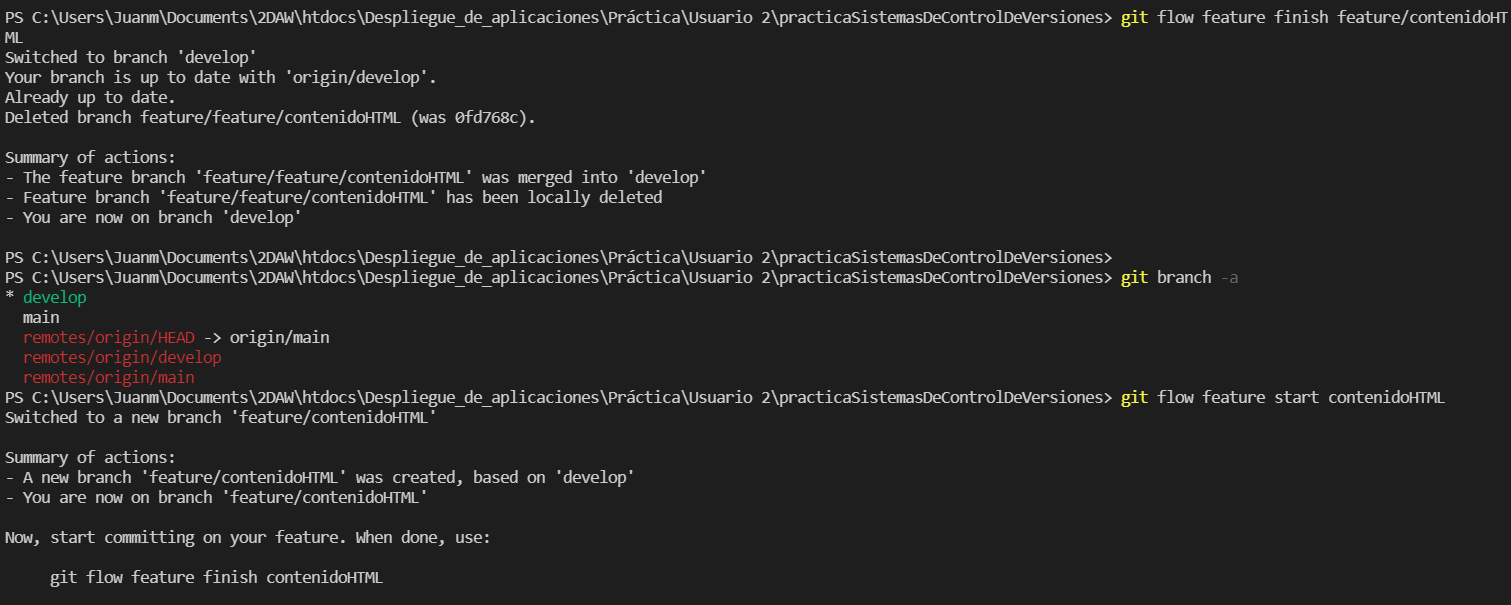 PS C:\Users\Juanm\Documents\2DAW\htdocs\Despliegue_de_aplicaciones\Práctica\Usuario 2\practicaSistemasDeControlDeVersiones> git flow feature finish feature/contenidoHT
ML
Switched to branch 'develop'
Your branch is up to date with 'origin/develop'.
Already up to date.
Deleted branch feature/feature/contenidoHTML (was 0fd768c).
Summary of actions:
- The feature branch 'feature/feature/contenidoHTML' was merged into 'develop'
- Feature branch 'feature/feature/contenidoHTML' has been locally deleted
- You are now on branch 'develop'
PS C:\Users\Juanm\Documents\2DAW\htdocs\Despliegue_de_aplicaciones\Práctica\Usuario 2\practicaSistemasDeControlDeVersiones>
PS C:\Users\Juanm\Documents\2DAW\htdocs\Despliegue_de_aplicaciones\Práctica\Usuario 2\practicaSistemasDeControlDeVersiones> git branch -a
* develop
  main
  remotes/origin/HEAD -> origin/main
  remotes/origin/develop
  remotes/origin/main
PS C:\Users\Juanm\Documents\2DAW\htdocs\Despliegue_de_aplicaciones\Práctica\Usuario 2\practicaSistemasDeControlDeVersiones> git flow feature start contenidoHTML
Switched to a new branch 'feature/contenidoHTML'
Summary of actions:
- A new branch 'feature/contenidoHTML' was created, based on 'develop'
- You are now on branch 'feature/contenidoHTML'
Now, start committing on your feature. When done, use:
     git flow feature finish contenidoHTML